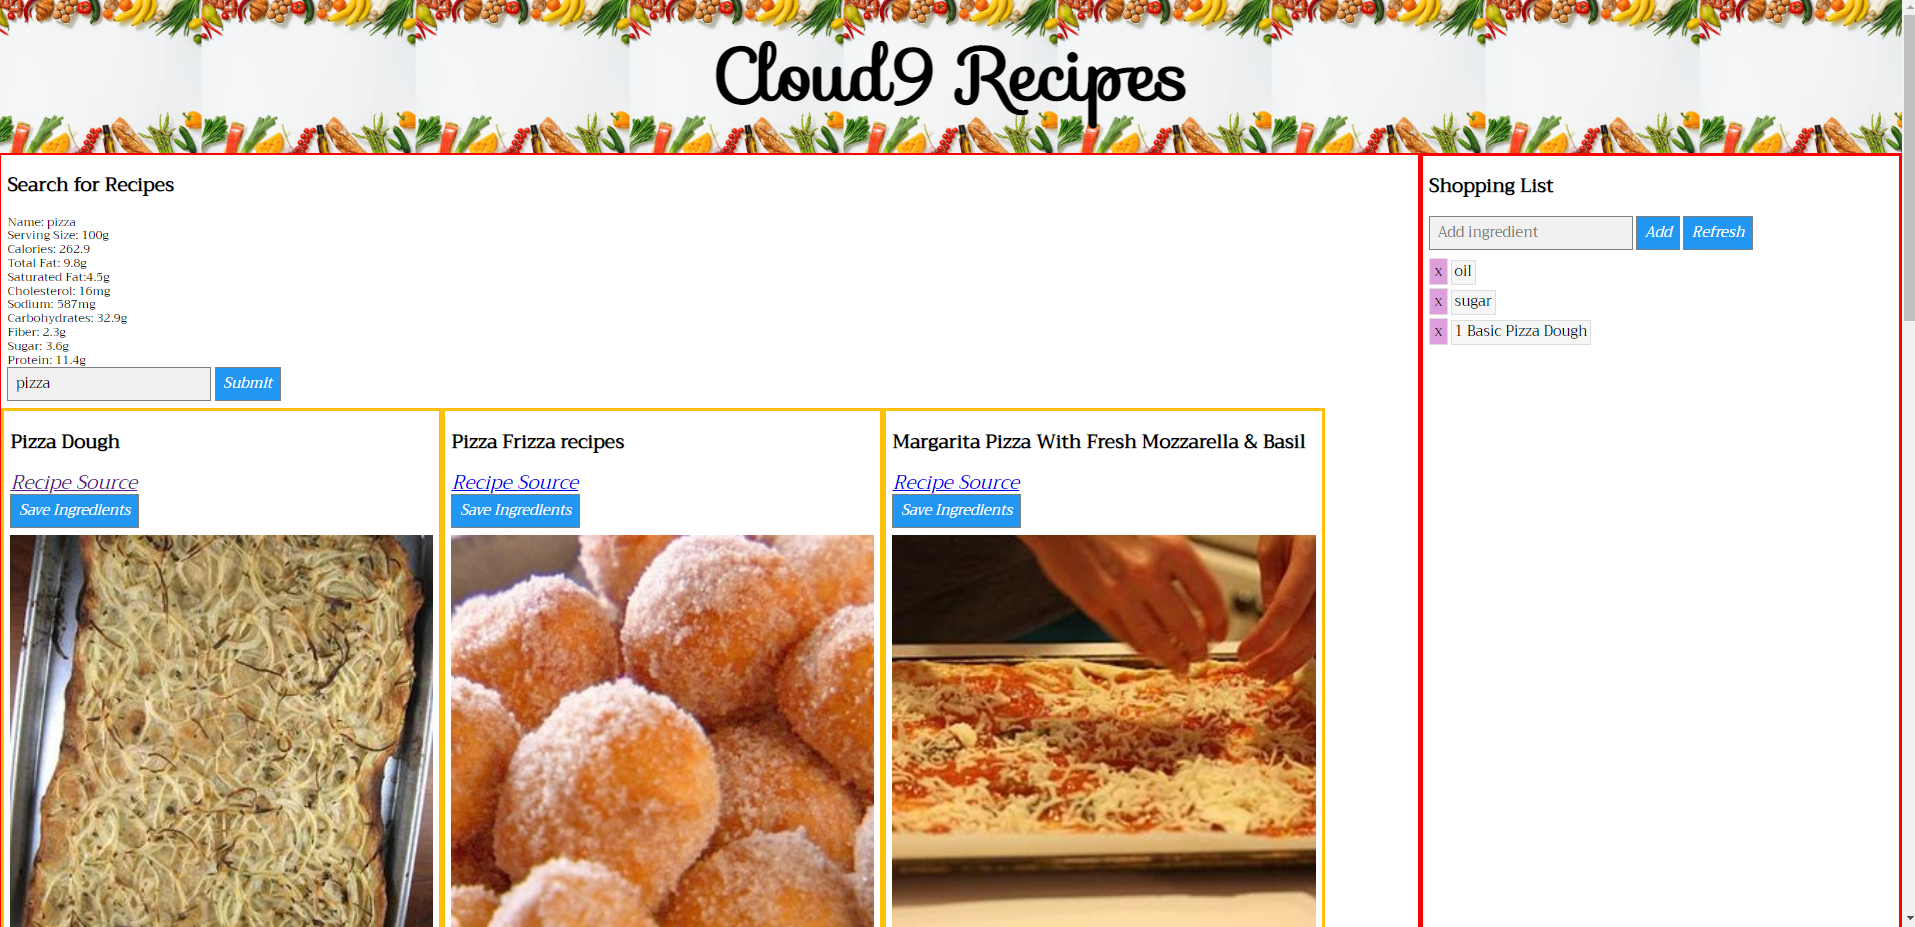 Cloud9 Recipes
Search for Recipes
Name: pizza
Serving Size: 100g
Calories: 262.9
Total Fat: 9.8g
Saturated Fat:4.5g
Cholesterol: 16mg
Sodium: 587mg
Carbohydrates: 32.9g
Fiber: 2.3g
Sugar: 3.6g
Protein: 11.4g
pizza
Submit
Pizza Dough
Recipe Source
Save Ingredients
Pizza Frizza recipes
Recipe Source
Save Ingredients
Margarita Pizza With Fresh Mozzarella & Basil
Recipe Source
Save Ingredients
Shopping List
Add ingredient
Add
Refresh
x oil
x sugar
x 1 Basic Pizza Dough